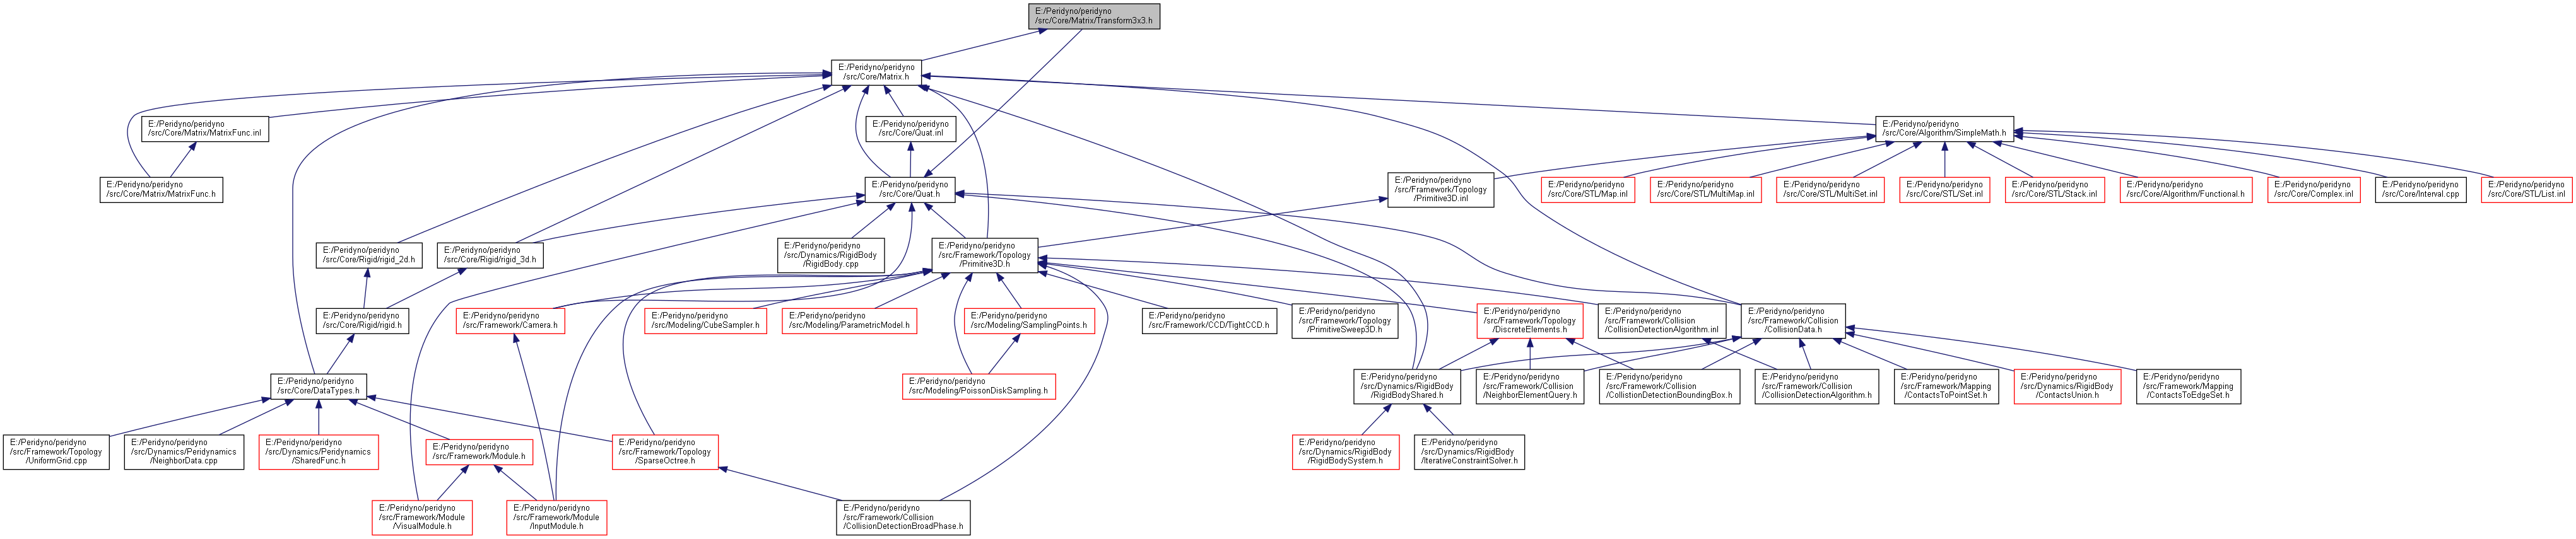 E:/Peridyno/peridyno
/src/Core/Matrix/Transform3x3.h
E:/Peridyno/peridyno
/src/Core/Matrix.h
E:/Peridyno/peridyno
/src/Core/Matrix/MatrixFunc.inl
E:/Peridyno/peridyno
/src/Core/Quat.inl
E:/Peridyno/peridyno
/src/Core/Algorithm/SimpleMath.h
E:/Peridyno/peridyno
/src/Core/Matrix/MatrixFunc.h
E:/Peridyno/peridyno
/src/Core/Quat.h
E:/Peridyno/peridyno
/src/Framework/Topology
/Primitive3D.inl
E:/Peridyno/peridyno
/src/Core/STL/Map.inl
E:/Peridyno/peridyno
/src/Core/STL/MultiMap.inl
E:/Peridyno/peridyno
/src/Core/STL/MultiSet.inl
E:/Peridyno/peridyno
/src/Core/STL/Set.inl
E:/Peridyno/peridyno
/src/Core/STL/Stack.inl
E:/Peridyno/peridyno
/src/Core/Algorithm/Functional.h
E:/Peridyno/peridyno
/src/Core/Complex.inl
E:/Peridyno/peridyno
/src/Core/Interval.cpp
E:/Peridyno/peridyno
/src/Core/STL/List.inl
E:/Peridyno/peridyno
/src/Core/Rigid/rigid_2d.h
E:/Peridyno/peridyno
/src/Core/Rigid/rigid_3d.h
E:/Peridyno/peridyno
/src/Dynamics/RigidBody
/RigidBody.cpp
E:/Peridyno/peridyno
/src/Framework/Topology
/Primitive3D.h
E:/Peridyno/peridyno
/src/Core/Rigid/rigid.h
E:/Peridyno/peridyno
/src/Framework/Camera.h
E:/Peridyno/peridyno
/src/Modeling/CubeSampler.h
E:/Peridyno/peridyno
/src/Modeling/ParametricModel.h
E:/Peridyno/peridyno
/src/Modeling/SamplingPoints.h
E:/Peridyno/peridyno
/src/Framework/CCD/TightCCD.h
E:/Peridyno/peridyno
/src/Framework/Topology
/PrimitiveSweep3D.h
E:/Peridyno/peridyno
/src/Framework/Topology
/DiscreteElements.h
E:/Peridyno/peridyno
/src/Framework/Collision
/CollisionDetectionAlgorithm.inl
E:/Peridyno/peridyno
/src/Framework/Collision
/CollisionData.h
E:/Peridyno/peridyno
/src/Core/DataTypes.h
E:/Peridyno/peridyno
/src/Modeling/PoissonDiskSampling.h
E:/Peridyno/peridyno
/src/Dynamics/RigidBody
/RigidBodyShared.h
E:/Peridyno/peridyno
/src/Framework/Collision
/NeighborElementQuery.h
E:/Peridyno/peridyno
/src/Framework/Collision
/CollistionDetectionBoundingBox.h
E:/Peridyno/peridyno
/src/Framework/Collision
/CollisionDetectionAlgorithm.h
E:/Peridyno/peridyno
/src/Framework/Mapping
/ContactsToPointSet.h
E:/Peridyno/peridyno
/src/Dynamics/RigidBody
/ContactsUnion.h
E:/Peridyno/peridyno
/src/Framework/Mapping
/ContactsToEdgeSet.h
E:/Peridyno/peridyno
/src/Framework/Topology
/UniformGrid.cpp
E:/Peridyno/peridyno
/src/Dynamics/Peridynamics
/NeighborData.cpp
E:/Peridyno/peridyno
/src/Dynamics/Peridynamics
/SharedFunc.h
E:/Peridyno/peridyno
/src/Framework/Module.h
E:/Peridyno/peridyno
/src/Framework/Topology
/SparseOctree.h
E:/Peridyno/peridyno
/src/Dynamics/RigidBody
/RigidBodySystem.h
E:/Peridyno/peridyno
/src/Dynamics/RigidBody
/IterativeConstraintSolver.h
E:/Peridyno/peridyno
/src/Framework/Module
/VisualModule.h
E:/Peridyno/peridyno
/src/Framework/Module
/InputModule.h
E:/Peridyno/peridyno
/src/Framework/Collision
/CollisionDetectionBroadPhase.h